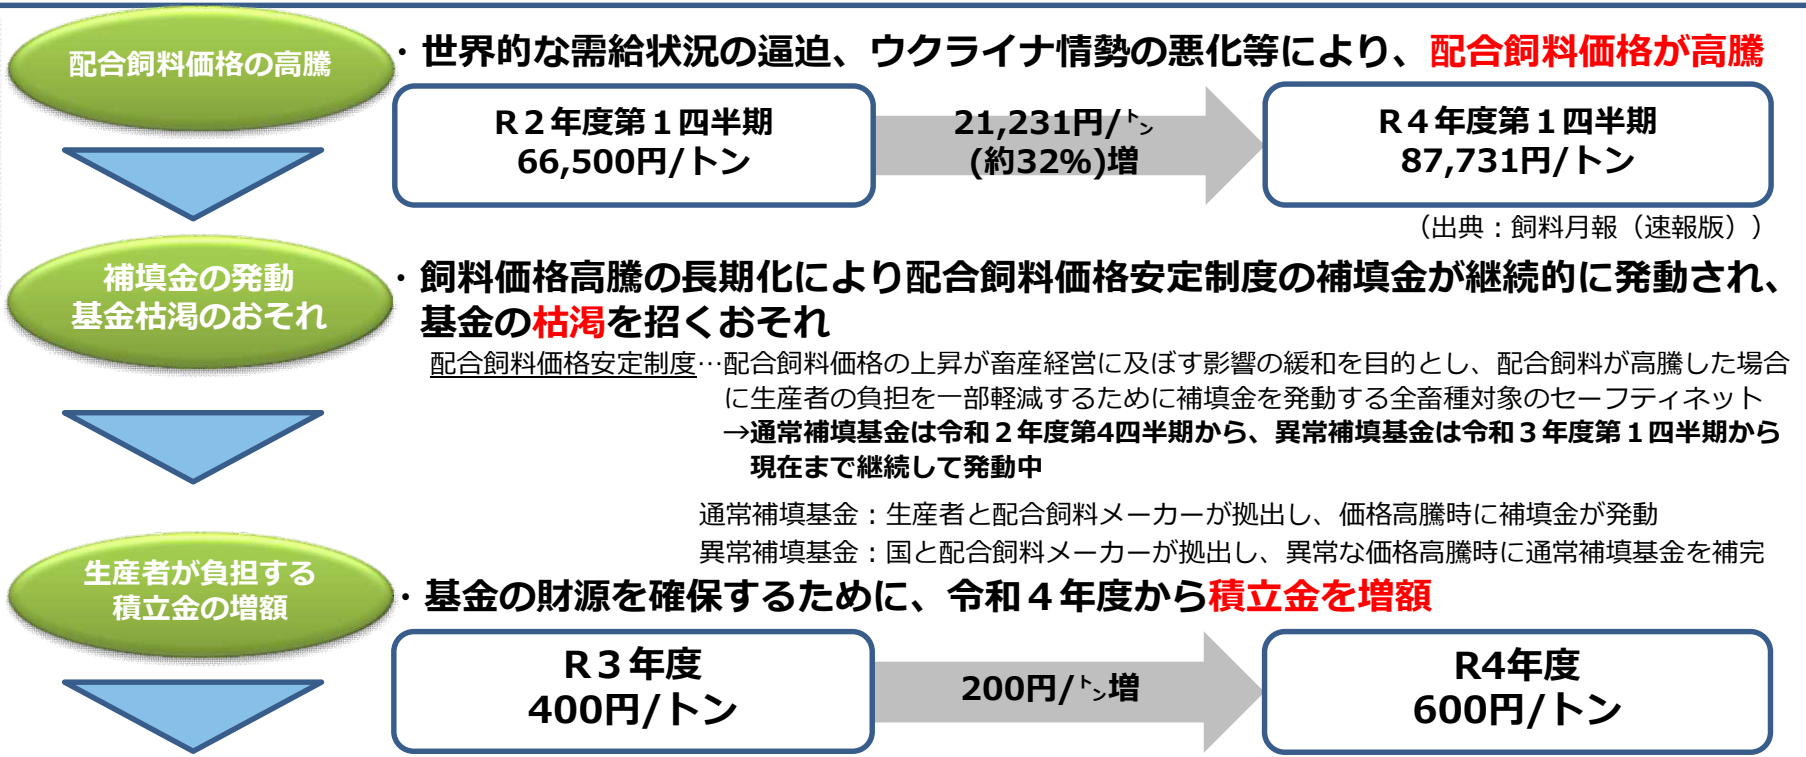 配合飼料価格の高騰
・世界的な需給状況の逼迫、ウクライナ情勢の悪化等により、配合飼料価格が高騰
R2年度第1四半期
66,500円/トン
21,231円/㌧
(約32%)増
R4年度第1四半期
87,731円/トン
（出典：飼料月報（速報版））
補填金の発動
基金枯渇のおそれ
・飼料価格高騰の長期化により配合飼料価格安定制度の補填金が継続的に発動され、
基金の枯渇を招くおそれ
配合飼料価格安定制度…配合飼料価格の上昇が畜産経営に及ぼす影響の緩和を目的とし、配合飼料が高騰した場合
に生産者の負担を一部軽減するために補填金を発動する全畜種対象のセーフティネット
→通常補填基金は令和２年度第4四半期から、異常補填基金は令和３年度第１四半期から
現在まで継続して発動中
通常補填基金：生産者と配合飼料メーカーが拠出し、価格高騰時に補填金が発動
異常補填基金：国と配合飼料メーカーが拠出し、異常な価格高騰時に通常補填基金を補完
生産者が負担する
積立金の増額
・基金の財源を確保するために、令和４年度から積立金を増額
R３年度
400円/トン
200円/㌧増
R4年度
600円/トン